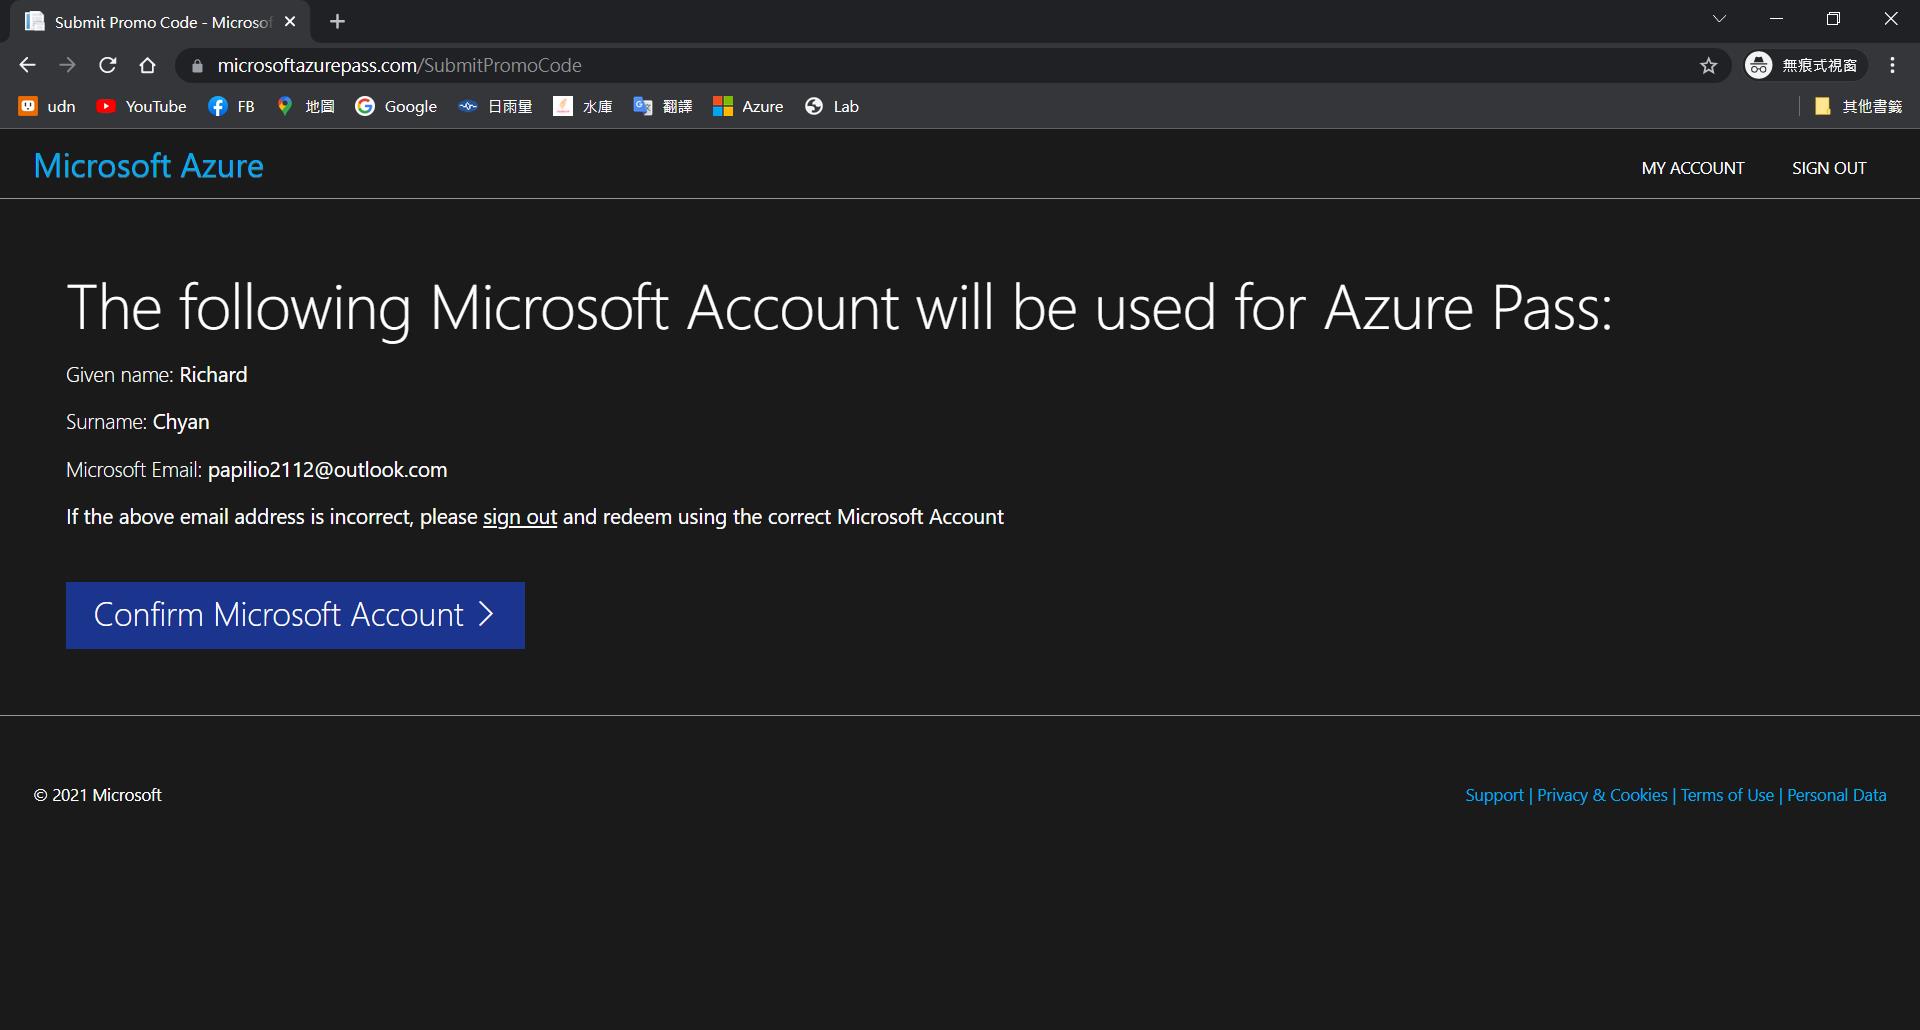 Submit Promo Code - Microsof
microsoftazurepass.com/SubmitPromoCode
無痕式視窗
udn YouTube FB 地圖 Google 日雨量 水庫 翻譯 Azure Lab 其他書籤
Microsoft Azure
MY ACCOUNT SIGN OUT
The following Microsoft Account will be used for Azure Pass:
Given name: Richard
Surname: Chyan
Microsoft Email: papilio2112@outlook.com
If the above email address is incorrect, please sign out and redeem using the correct Microsoft Account
Confirm Microsoft Account
© 2021 Microsoft
Support | Privacy & Cookies | Terms of Use | Personal Data